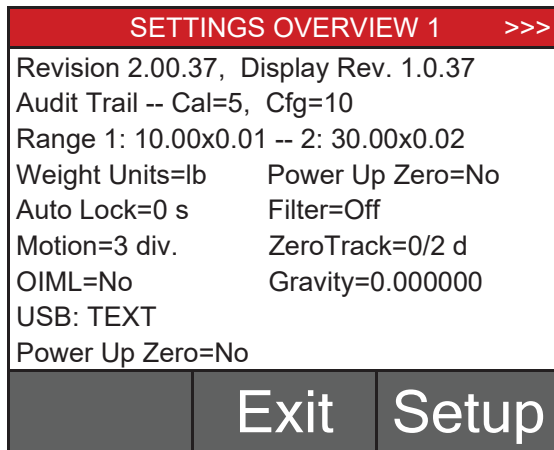 SETTINGS OVERVIEW 1 >>>
Revision 2.00.37, Display Rev. 1.0.37
Audit Trail -- Cal=5, Cfg=10
Range 1: 10.00x0.01 -- 2: 30.00x0.02
Weight Units=lb Power Up Zero=No
Auto Lock=0 s Filter=Off
Motion=3 div. ZeroTrack=0/2 d
OIML=No Gravity=0.000000
USB: TEXT
Power Up Zero=No
Exit Setup